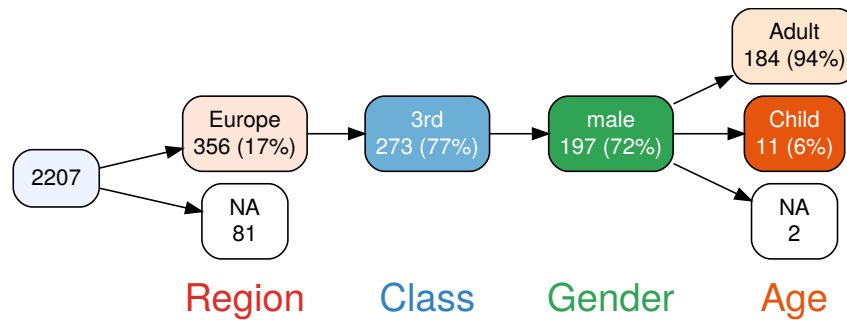 2207
Europe
356 (17%)
NA
81
3rd
273 (77%)
male
197 (72%)
Adult
184 (94%)
Child
11 (6%)
NA
2
Region
Class
Gender
Age